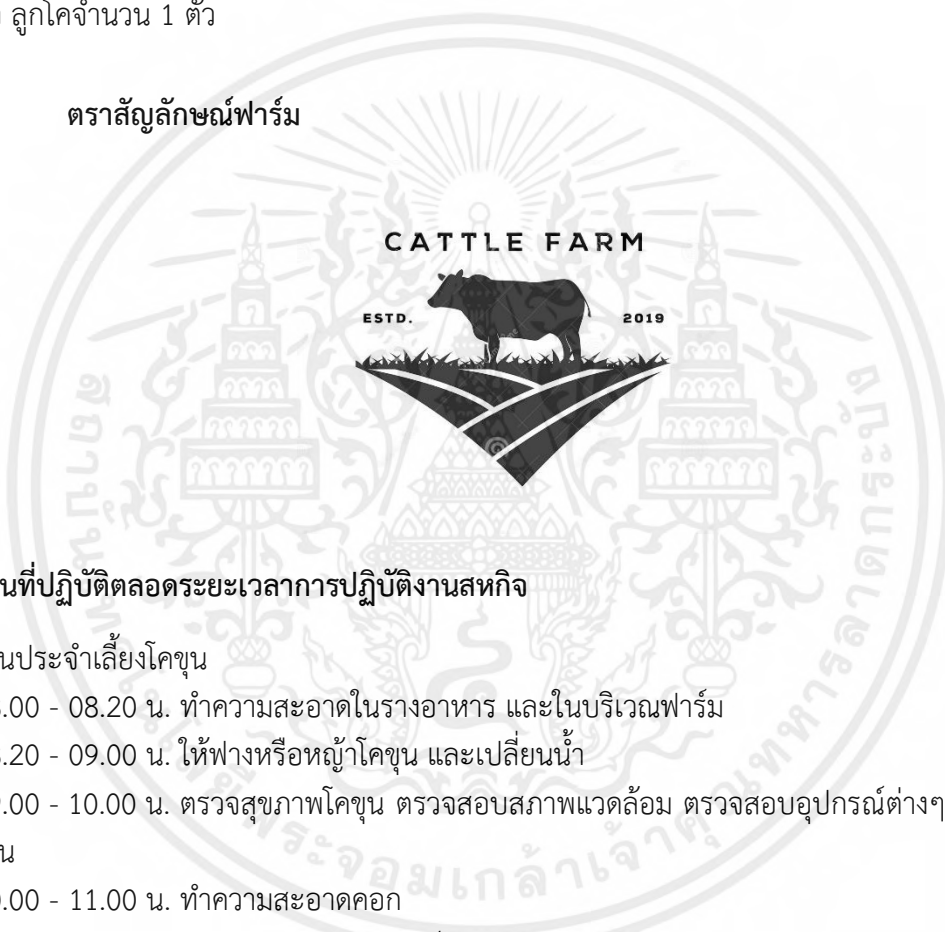 ลูกโคจำนวน 1 ตัว
ตราสัญลักษณ์ฟาร์ม
CATTLE FARM
ESTD. 2019
นที่ปฏิบัติตลอดระยะเวลาการปฏิบัติงานสหกิจ
นประจำเลี้ยงโคขุน
.00 - 08.20 น. ทำความสะอาดในรางอาหาร และในบริเวณฟาร์ม
.20 - 09.00 น. ให้ฟางหรือหญ้าโคขุน และเปลี่ยนน้ำ
.00 - 10.00 น. ตรวจสุขภาพโคขุน ตรวจสอบสภาพแวดล้อม ตรวจสอบอุปกรณ์ต่างๆ
น
.00 - 11.00 น. ทำความสะอาดคอก